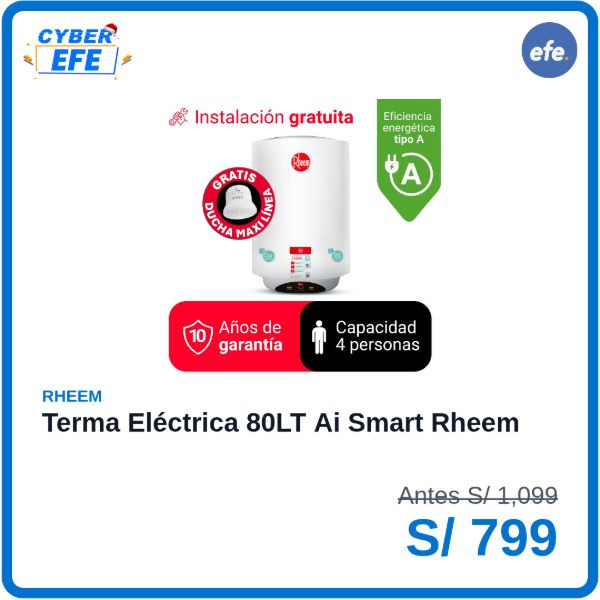 CYBER
EFE
efe.
Instalación gratuita
Eficiencia
energética
tipo A
A
Rheem
GRATIS
DUCHA MAXI LÍNEA
10
Años de
garantía
Capacidad
4 personas
RHEEM
Terma Eléctrica 80LT Ai Smart Rheem
Antes S/ 1,099
S/ 799